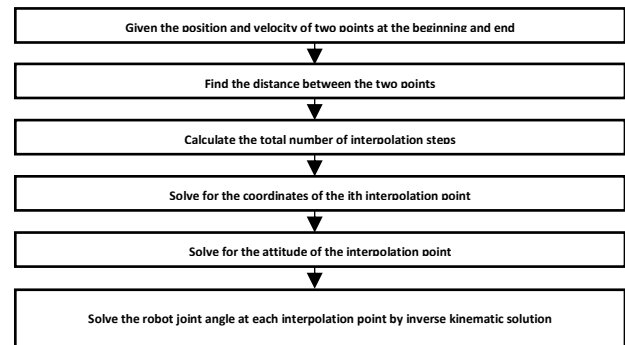 Given the position and velocity of two points at the beginning and end
Find the distance between the two points
Calculate the total number of interpolation steps
Solve for the coordinates of the ith interpolation point
Solve for the attitude of the interpolation point
Solve the robot joint angle at each interpolation point by inverse kinematic solution